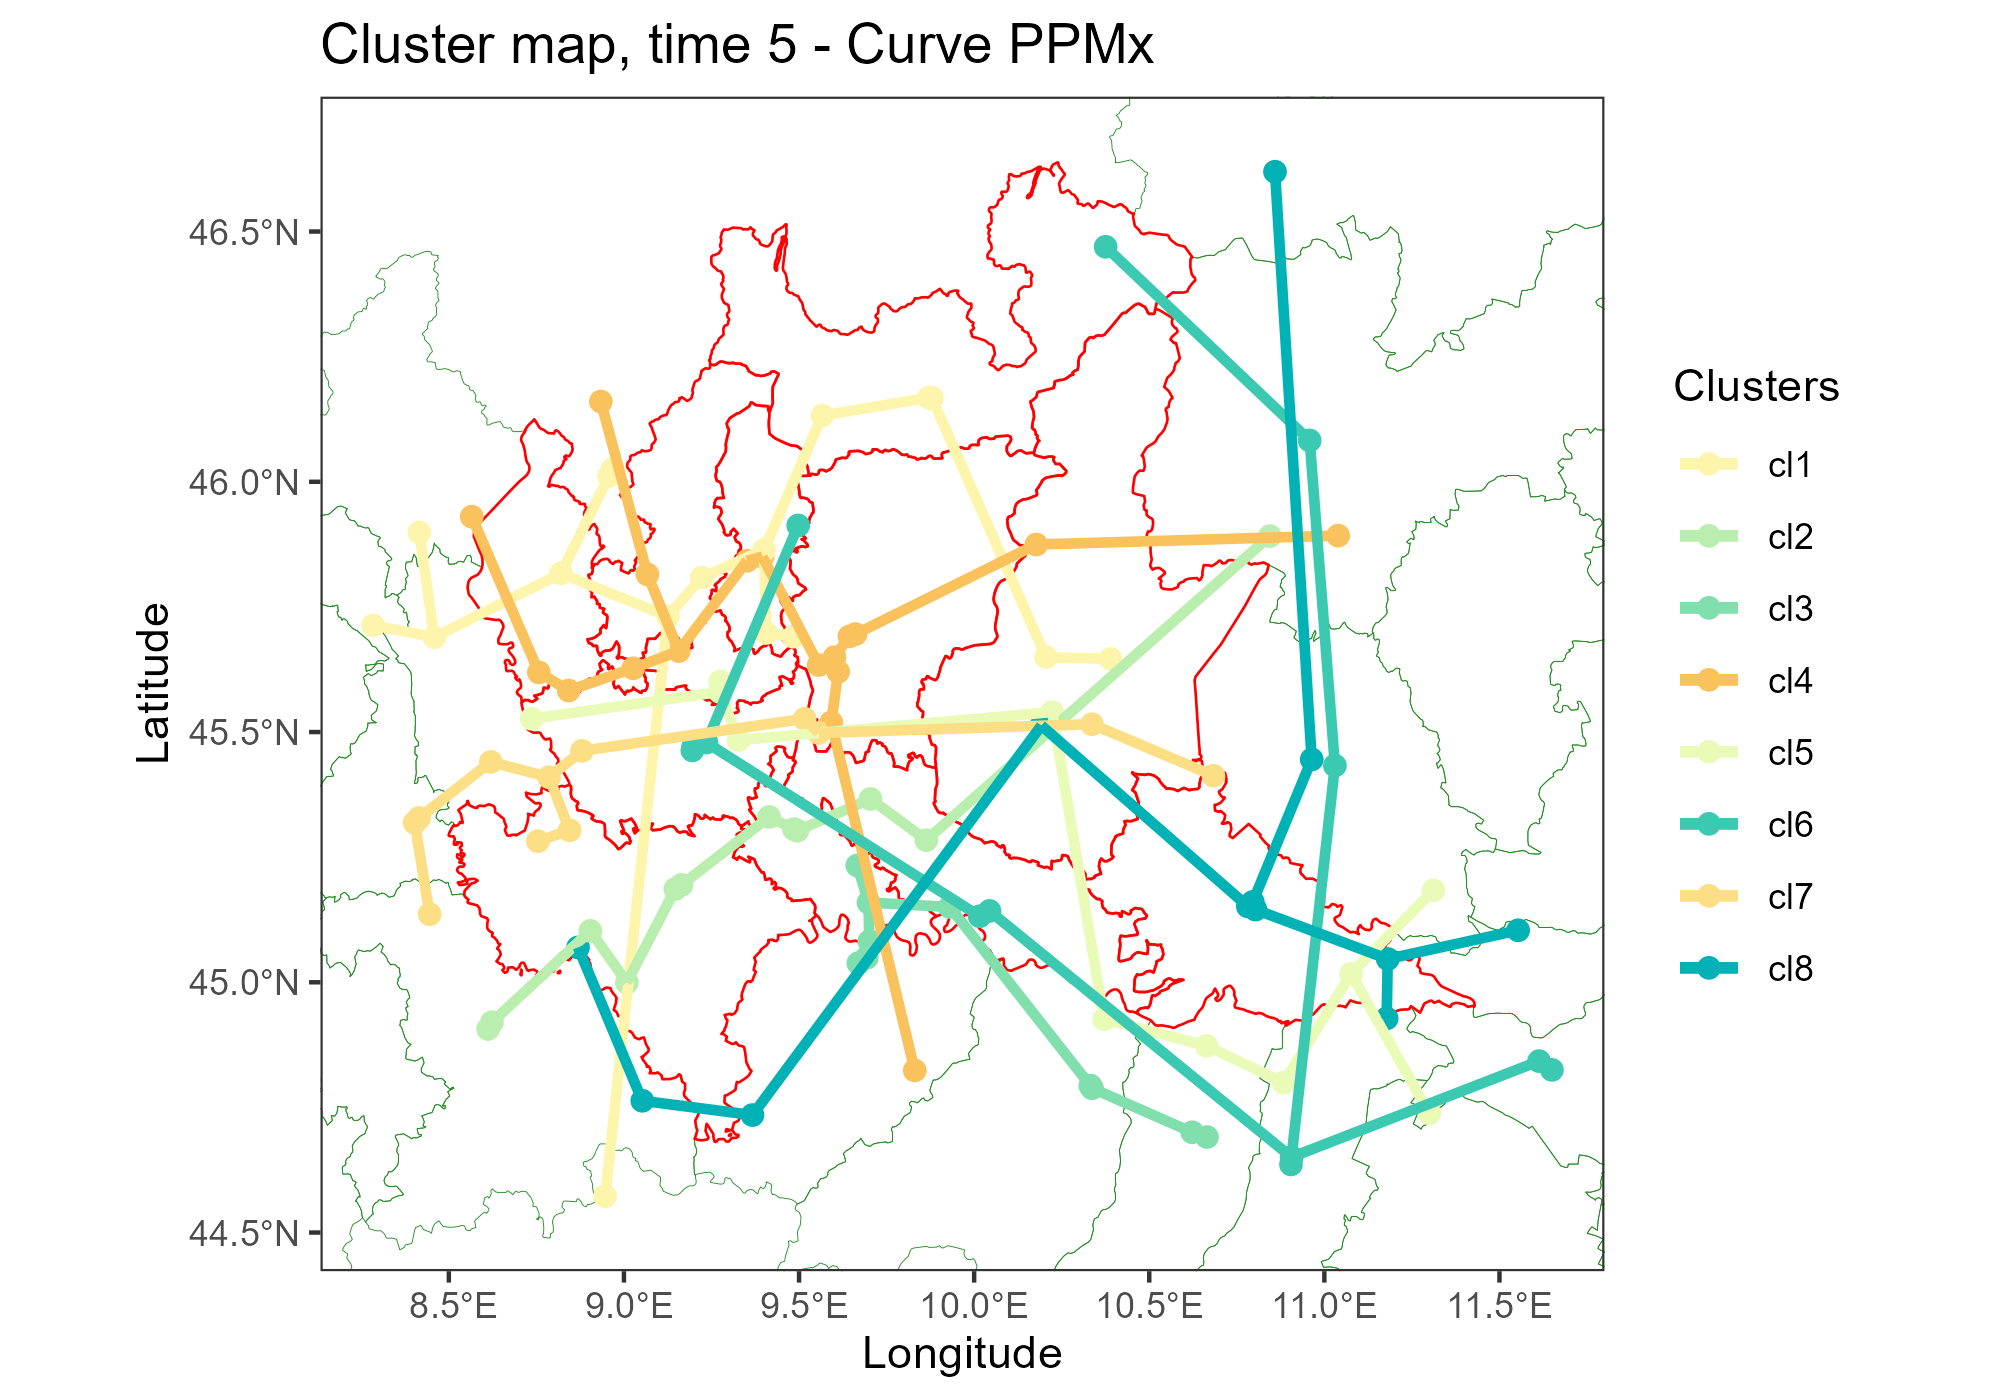 Cluster map, time 5 - Curve PPMx
46.5°N
46.0°N
45.5°N
45.0°N
44.5°N
Latitude
8.5°E
9.0°E
9.5°E
10.0°E
10.5°E
11.0°E
11.5°E
Longitude
Clusters
cl1
cl2
cl3
cl4
cl5
cl6
cl7
cl8